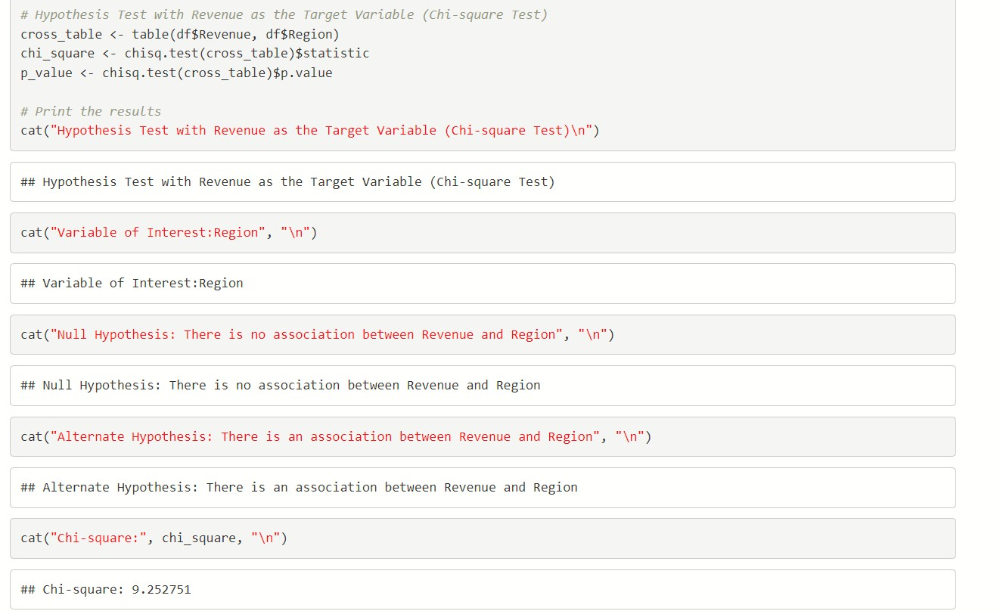 # Hypothesis Test with Revenue as the Target Variable (Chi-square Test)
cross_table <- table(df$Revenue, df$Region)
chi_square <- chisq.test(cross_table)$statistic
p_value <- chisq.test(cross_table)$p.value
# Print the results
cat("Hypothesis Test with Revenue as the Target Variable (Chi-square Test)\n")
## Hypothesis Test with Revenue as the Target Variable (Chi-square Test)
cat("Variable of Interest:Region", "\n")
## Variable of Interest:Region
cat("Null Hypothesis: There is no association between Revenue and Region", "\n")
## Null Hypothesis: There is no association between Revenue and Region
cat("Alternate Hypothesis: There is an association between Revenue and Region", "\n")
## Alternate Hypothesis: There is an association between Revenue and Region
cat("Chi-square:", chi_square, "\n")
## Chi-square: 9.252751